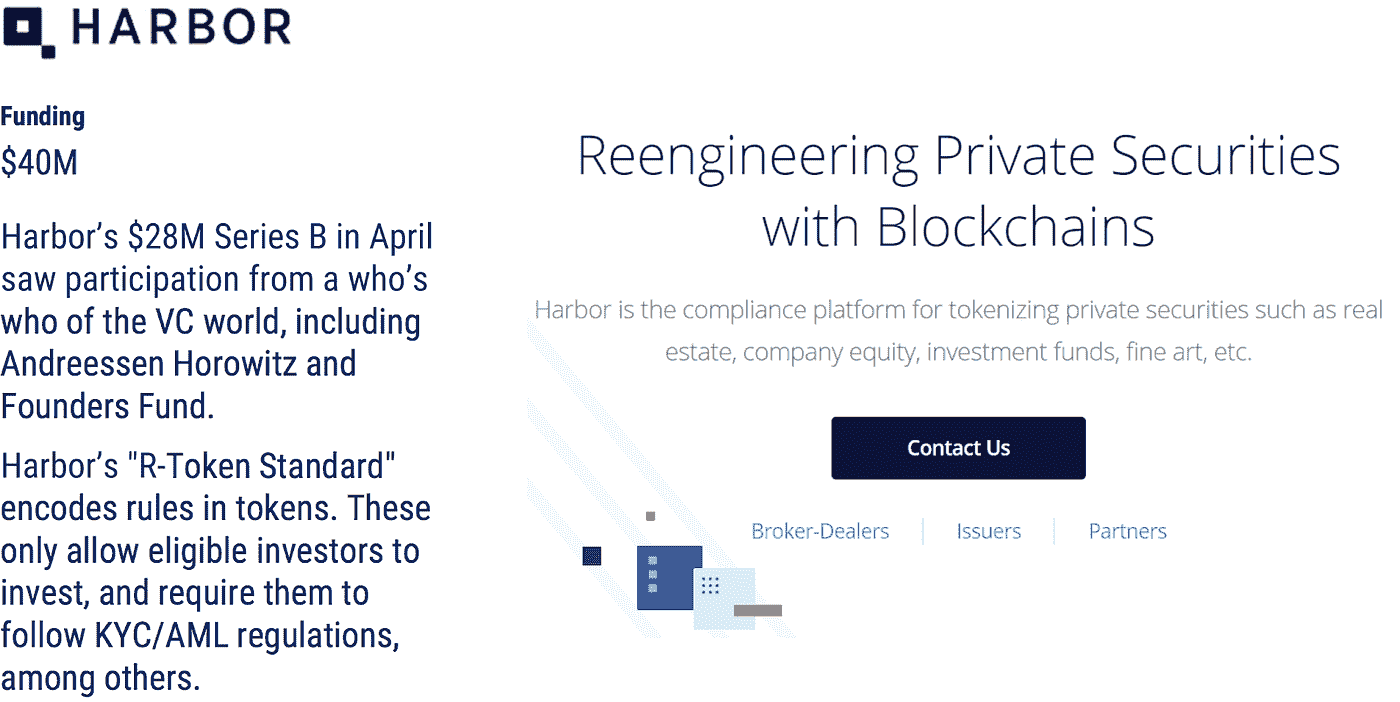 HARBOR
Funding
$40M
Harbor’s $28M Series B in April
saw participation from a who’s
who of the VC world, including
Andreessen Horowitz and
Founders Fund.
Harbor’s "R-Token Standard"
encodes rules in tokens. These
only allow eligible investors to
invest, and require them to
follow KYC/AML regulations,
among others.
Reengineering Private Securities
with Blockchains
Harbor is the compliance platform for tokenizing private securities such as real
estate, company equity, investment funds, fine art, etc.
Contact Us
Broker-Dealers
Issuers
Partners